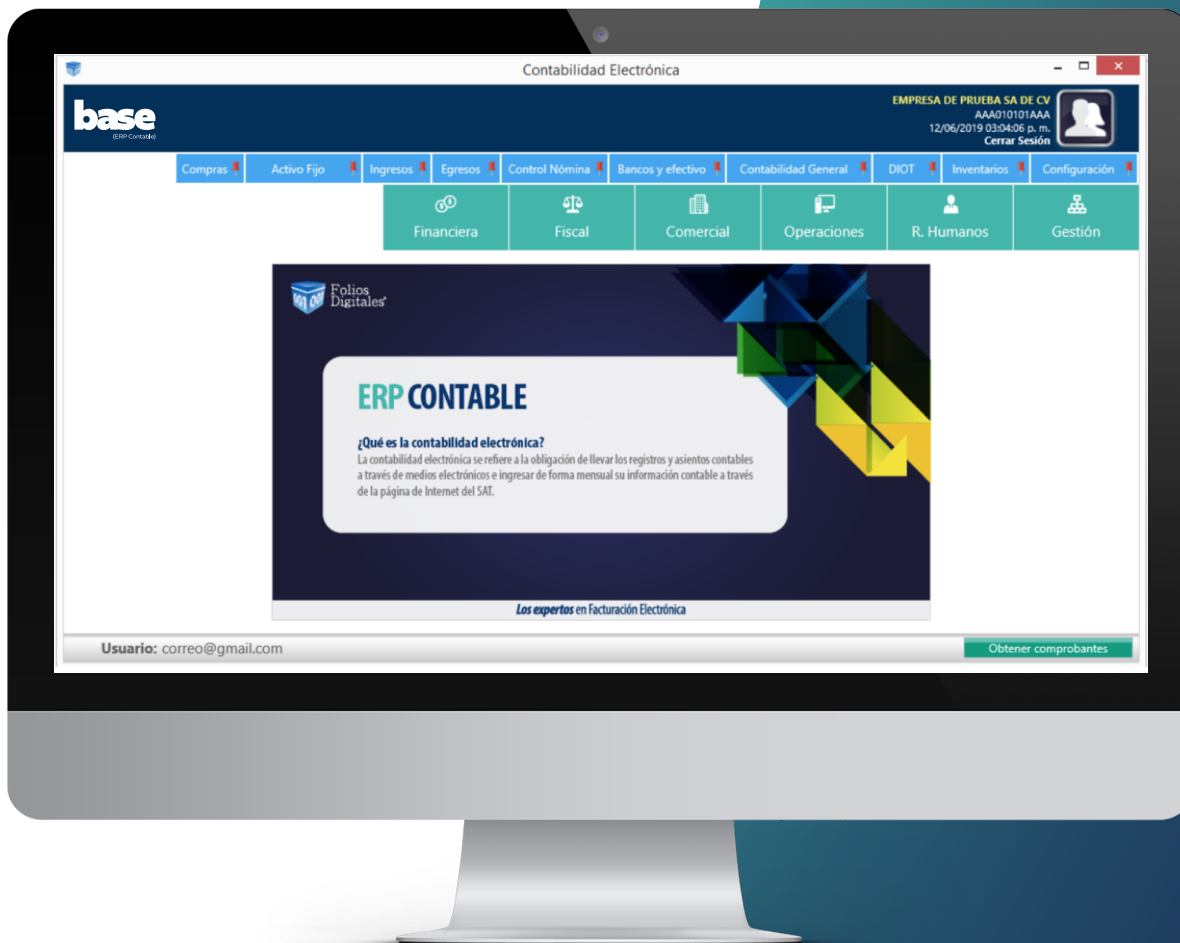 Contabilidad Electrónica
base
(ERP Contable)
EMPRESA DE PRUEBA SA DE CV
AAA010101AAA
12/06/2019 03:04:06 p. m.
Cerrar Sesión
Compras Activo Fijo Ingresos Egresos Control Nómina Bancos y efectivo Contabilidad General DIOT Inventarios Configuración
Financiera Fiscal Comercial Operaciones R. Humanos Gestión
Folios
Digitales
ERP CONTABLE
¿Qué es la contabilidad electrónica?
La contabilidad electrónica se refiere a la obligación de llevar los registros y asientos contables
a través de medios electrónicos e ingresar de forma mensual su información contable a través
de la página de Internet del SAT.
Los expertos en Facturación Electrónica
Usuario: correo@gmail.com
Obtener comprobantes